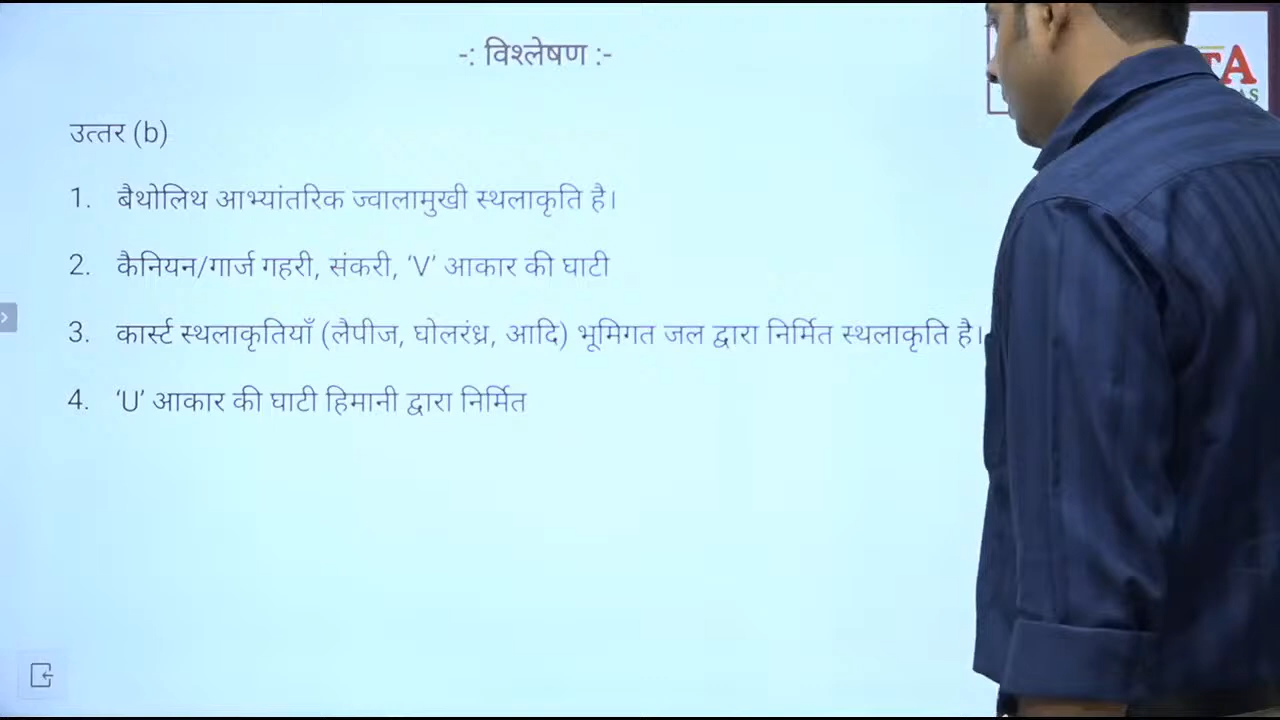 -: विश्लेषण :-
उत्तर (b)
1. बैथोलिथ आभ्यांतरिक ज्वालामुखी स्थलाकृति है।
2. कैनियन/गार्ज गहरी, संकरी, ‘V’ आकार की घाटी
3. कार्स्ट स्थलाकृतियाँ (लैपीज, घोलरंध्र, आदि) भूमिगत जल द्वारा निर्मित स्थलाकृति है।
4. ‘U’ आकार की घाटी हिमानी द्वारा निर्मित